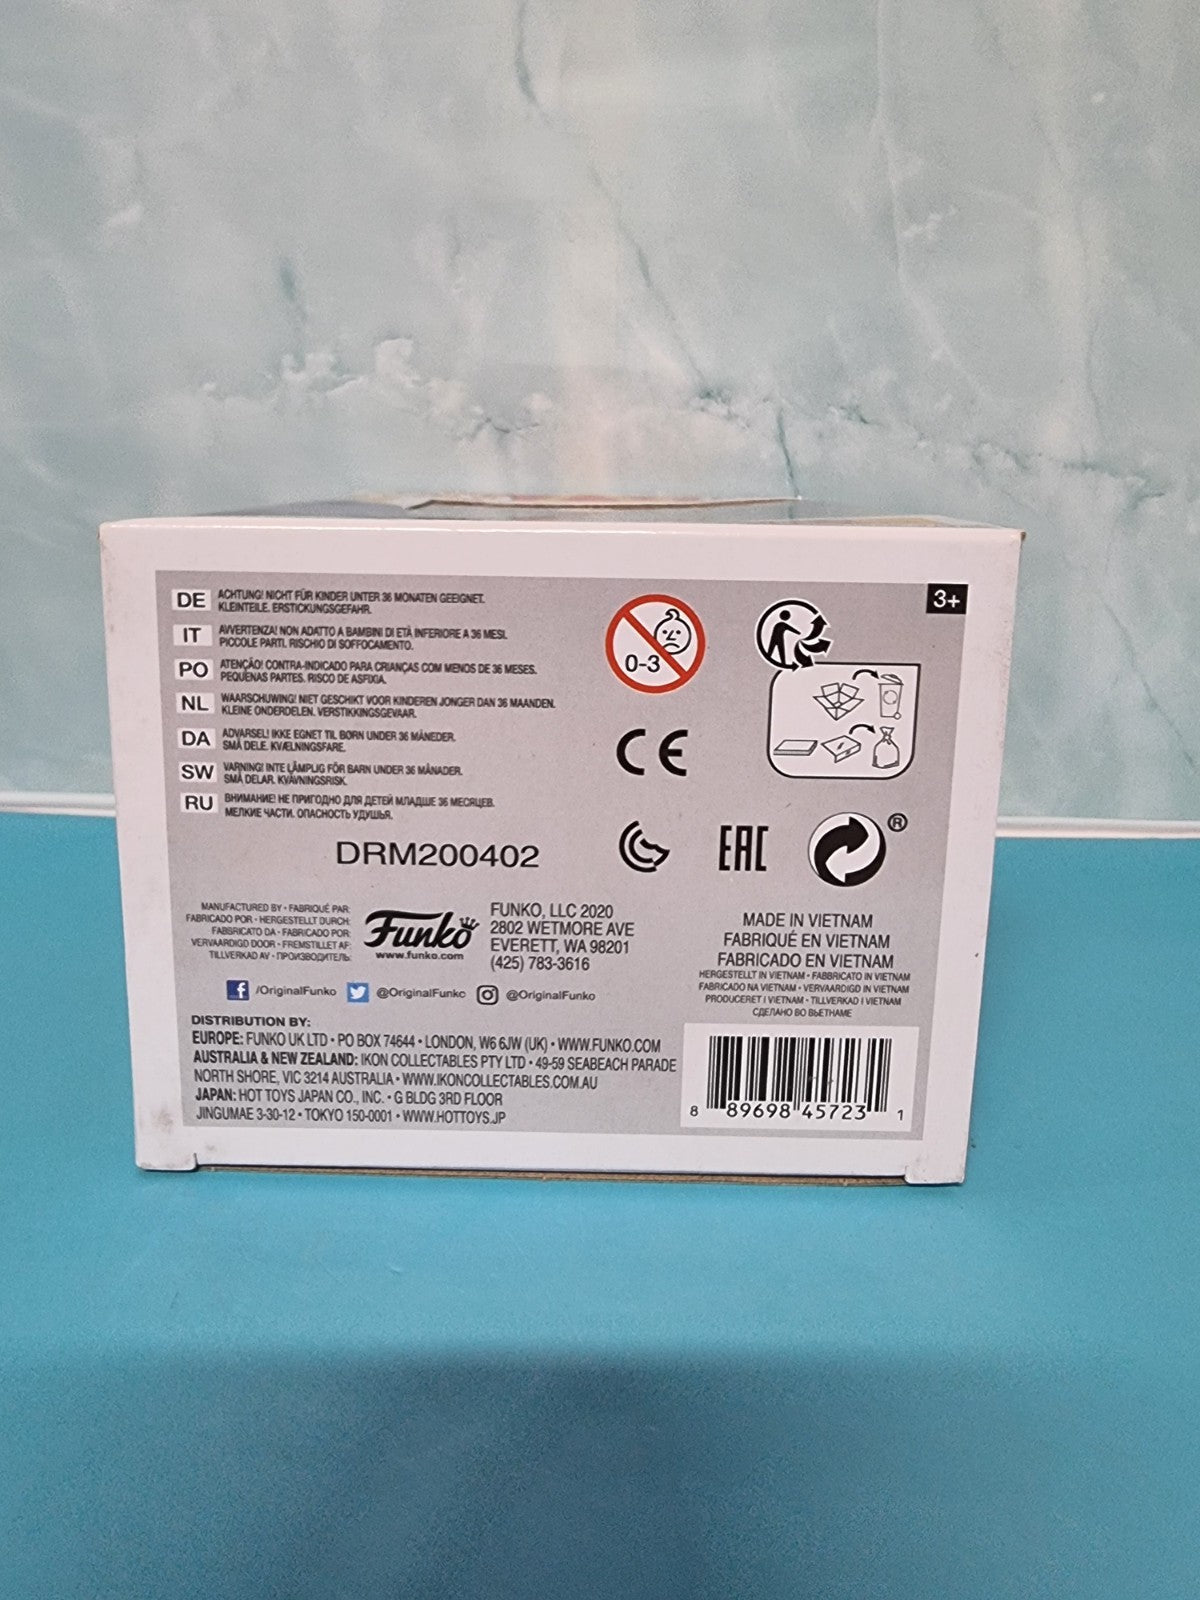 DE ACHTUNG! NICHT FÜR KINDER UNTER 36 MONATEN GEEIGNET.
KLEINTEILE. ERSTICKUNGSGEFAHR.
IT AVVERTENZA! NON ADATTO A BAMBINI DI ETÀ INFERIORE A 36 MESI.
PICCOLE PARTI. RISCHIO DI SOFFOCAMENTO.
PO ATENÇÃO! CONTRA-INDICADO PARA CRIANÇAS COM MENOS DE 36 MESES.
PEQUENAS PARTES. RISCO DE ASFIXIA.
NL WAARSCHUWING! NIET GESCHIKT VOOR KINDEREN JONGER DAN 36 MAANDEN.
KLEINE ONDERDELEN. VERSTIKKINGSGEVAAR.
DA ADVARSEL! IKKE EGNET TIL BØRN UNDER 36 MÅNEDER.
SMÅ DELE. KVÆLNINGSFARE.
SW VARNING! INTE LÄMPLIG FÖR BARN UNDER 36 MÅNADER.
SMÅ DELAR. KVÄVNINGSRISK.
RU ВНИМАНИЕ! НЕ ПРИГОДНО ДЛЯ ДЕТЕЙ МЛАДШЕ 36 МЕСЯЦЕВ.
МЕЛКИЕ ЧАСТИ. ОПАСНОСТЬ УДУШЬЯ.
0-3
3+
CE
EAC
®
DRM200402
MANUFACTURED BY • FABRIQUÉ PAR:
FABRICADO POR • HERGESTELLT DURCH:
FABBRICATO DA • FABRICADO POR:
VERVAARDIGD DOOR • FREMSTILLET AF:
TILLVERKAD AV • ПРОИЗВОДИТЕЛЬ:
Funko
www.funko.com
FUNKO, LLC 2020
2802 WETMORE AVE
EVERETT, WA 98201
(425) 783-3616
/OriginalFunko @OriginalFunko @OriginalFunko
MADE IN VIETNAM
FABRIQUÉ EN VIETNAM
FABRICADO EN VIETNAM
HERGESTELLT IN VIETNAM • FABBRICATO IN VIETNAM
FABRICADO NA VIETNAM • VERVAARDIGD IN VIETNAM
PRODUCERET I VIETNAM • TILLVERKAD I VIETNAM
СДЕЛАНО ВО ВЬЕТНАМЕ
DISTRIBUTION BY:
EUROPE: FUNKO UK LTD • PO BOX 74644 • LONDON, W6 6JW (UK) • WWW.FUNKO.COM
AUSTRALIA & NEW ZEALAND: IKON COLLECTABLES PTY LTD • 49-59 SEABEACH PARADE
NORTH SHORE, VIC 3214 AUSTRALIA • WWW.IKONCOLLECTABLES.COM.AU
JAPAN: HOT TOYS JAPAN CO., INC. • G BLDG 3RD FLOOR
JINGUMAE 3-30-12 • TOKYO 150-0001 • WWW.HOTTOYS.JP
8 89698 45723 1